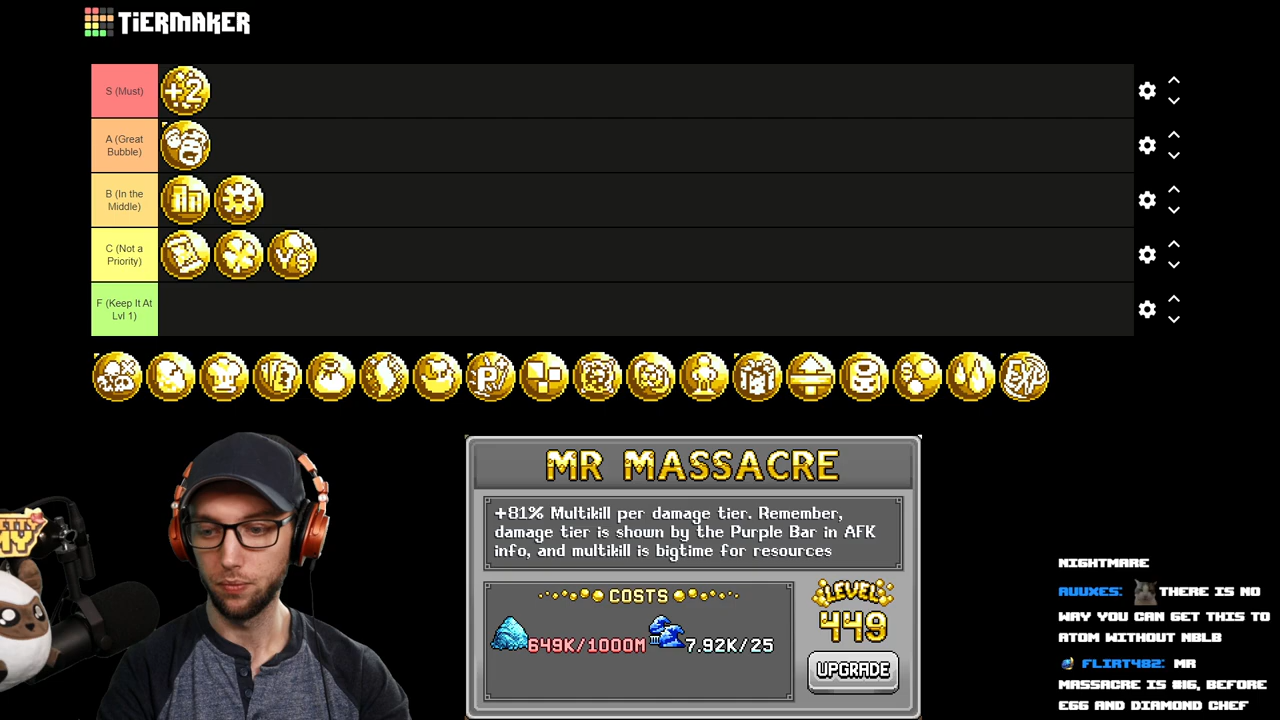 TIERMAKER
S (Must)
+2
A (Great
Bubble)
B (In the
Middle)
C (Not a
Priority)
VS
F (Keep It At
Lvl 1)
P
MR MASSACRE
+81% Multikill per damage tier. Remember,
damage tier is shown by the Purple Bar in AFK
info, and multikill is bigtime for resources
COSTS
649K/1000M 7.92K/25
LEVEL
449
UPGRADE
NIGHTMARE
AUUXES: THERE IS NO
WAY YOU CAN GET THIS TO
ATOM WITHOUT NBLB
FLIRT482: MR
MASSACRE IS #16, BEFORE
EGG AND DIAMOND CHEF